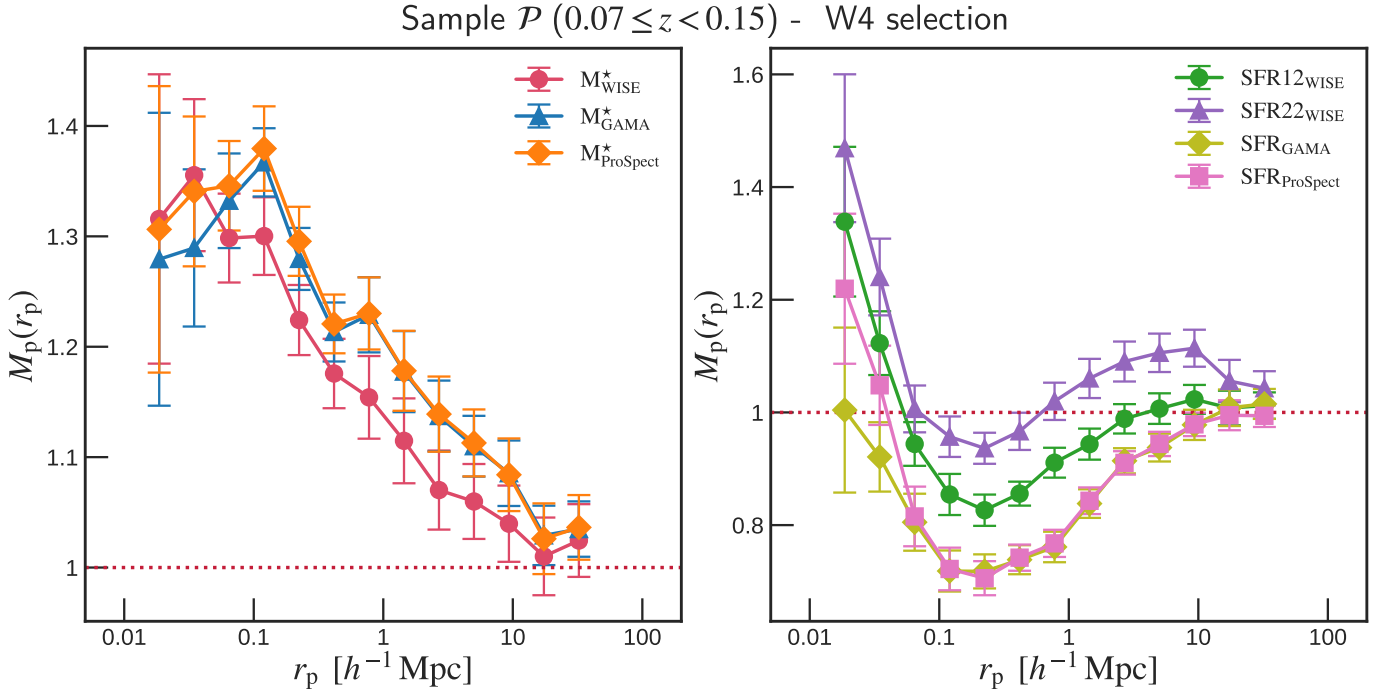 Sample 𝒫 (0.07 ≤ z < 0.15) - W4 selection
M⋆WISE
M⋆GAMA
M⋆ProSpect
1.4
1.3
1.2
1.1
1
Mp(rp)
0.01 0.1 1 10 100
rp [h−1 Mpc]
SFR12WISE
SFR22WISE
SFRGAMA
SFRProSpect
1.6
1.4
1.2
1
0.8
Mp(rp)
0.01 0.1 1 10 100
rp [h−1 Mpc]